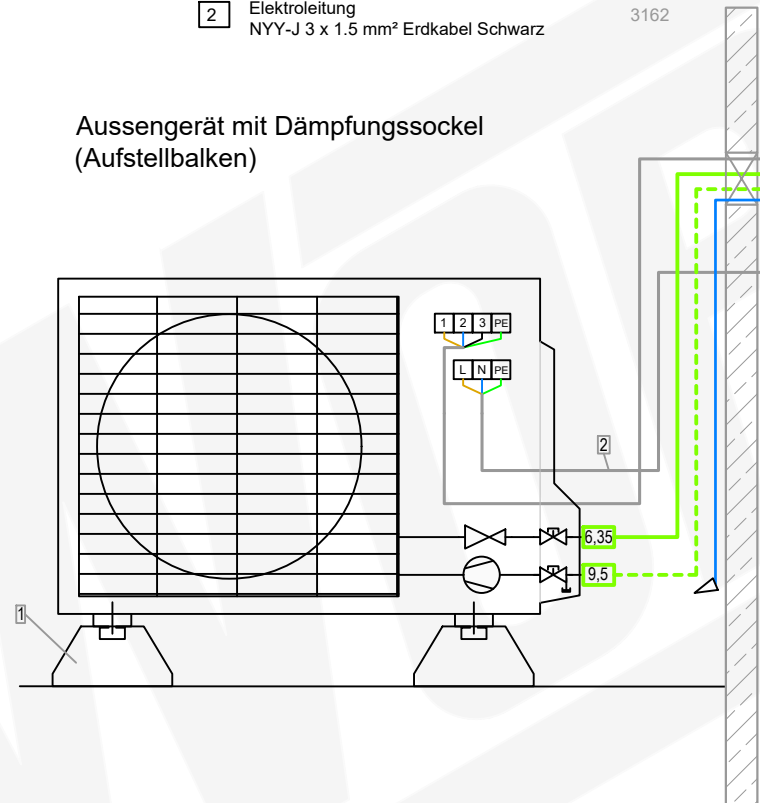 2 Elektroleitung 3162
NYY-J 3 x 1.5 mm² Erdkabel Schwarz
Aussengerät mit Dämpfungssockel
(Aufstellbalken)
1 2 3 PE
L N PE
2
6,35
9,5
1